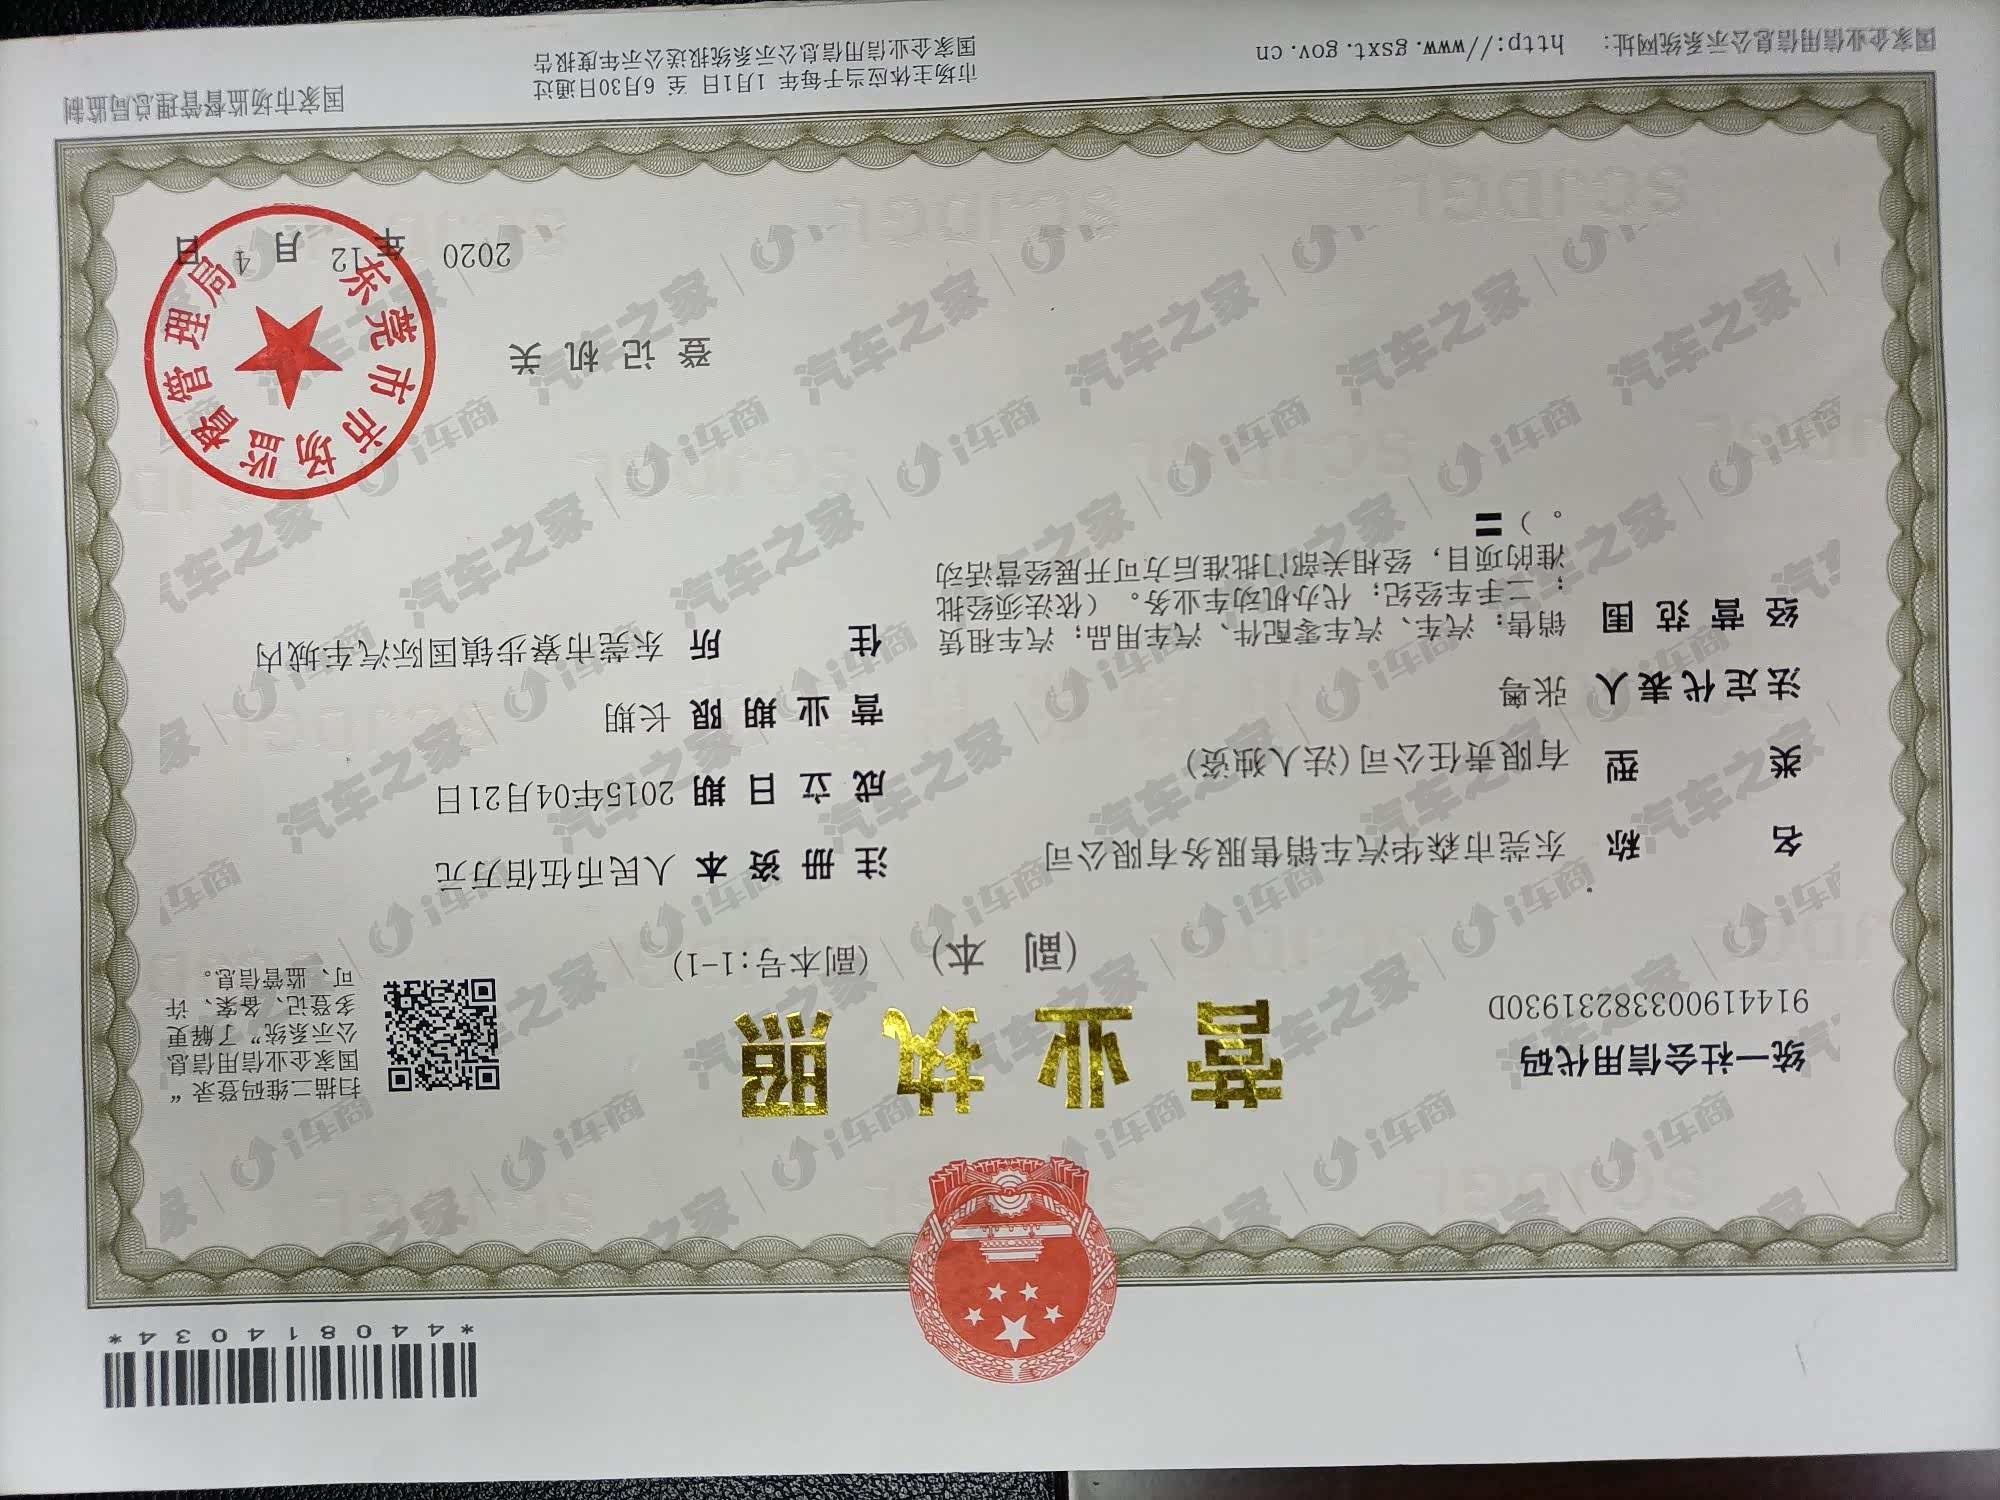 *440814034*
统一社会信用代码
91441900338231930D
营业执照
(副 本) (副本号:1-1)
扫描二维码登录“
国家企业信用信息
公示系统”了解更
多登记、备案、许
可、监管信息。
名 称 东莞市森华汽车销售服务有限公司
类 型 有限责任公司(法人独资)
法定代表人 张粤
经营范围 销售:汽车、汽车零配件、汽车用品;汽车租赁
;二手车经纪;代办机动车业务。(依法须经批
准的项目,经相关部门批准后方可开展经营活动
。)〓
注册资本 人民币伍佰万元
成立日期 2015年04月21日
营业期限 长期
住 所 东莞市寮步镇国际汽车城内
登记机关
东莞市市场监督管理局
2020 年 12 月 4 日
国家企业信用信息公示系统网址: http://www.gsxt.gov.cn
市场主体应当于每年 1月1日 至 6月30日通过
国家企业信用信息公示系统报送公示年度报告
国家市场监督管理总局监制
汽车之家 | i车商
SCJDGL